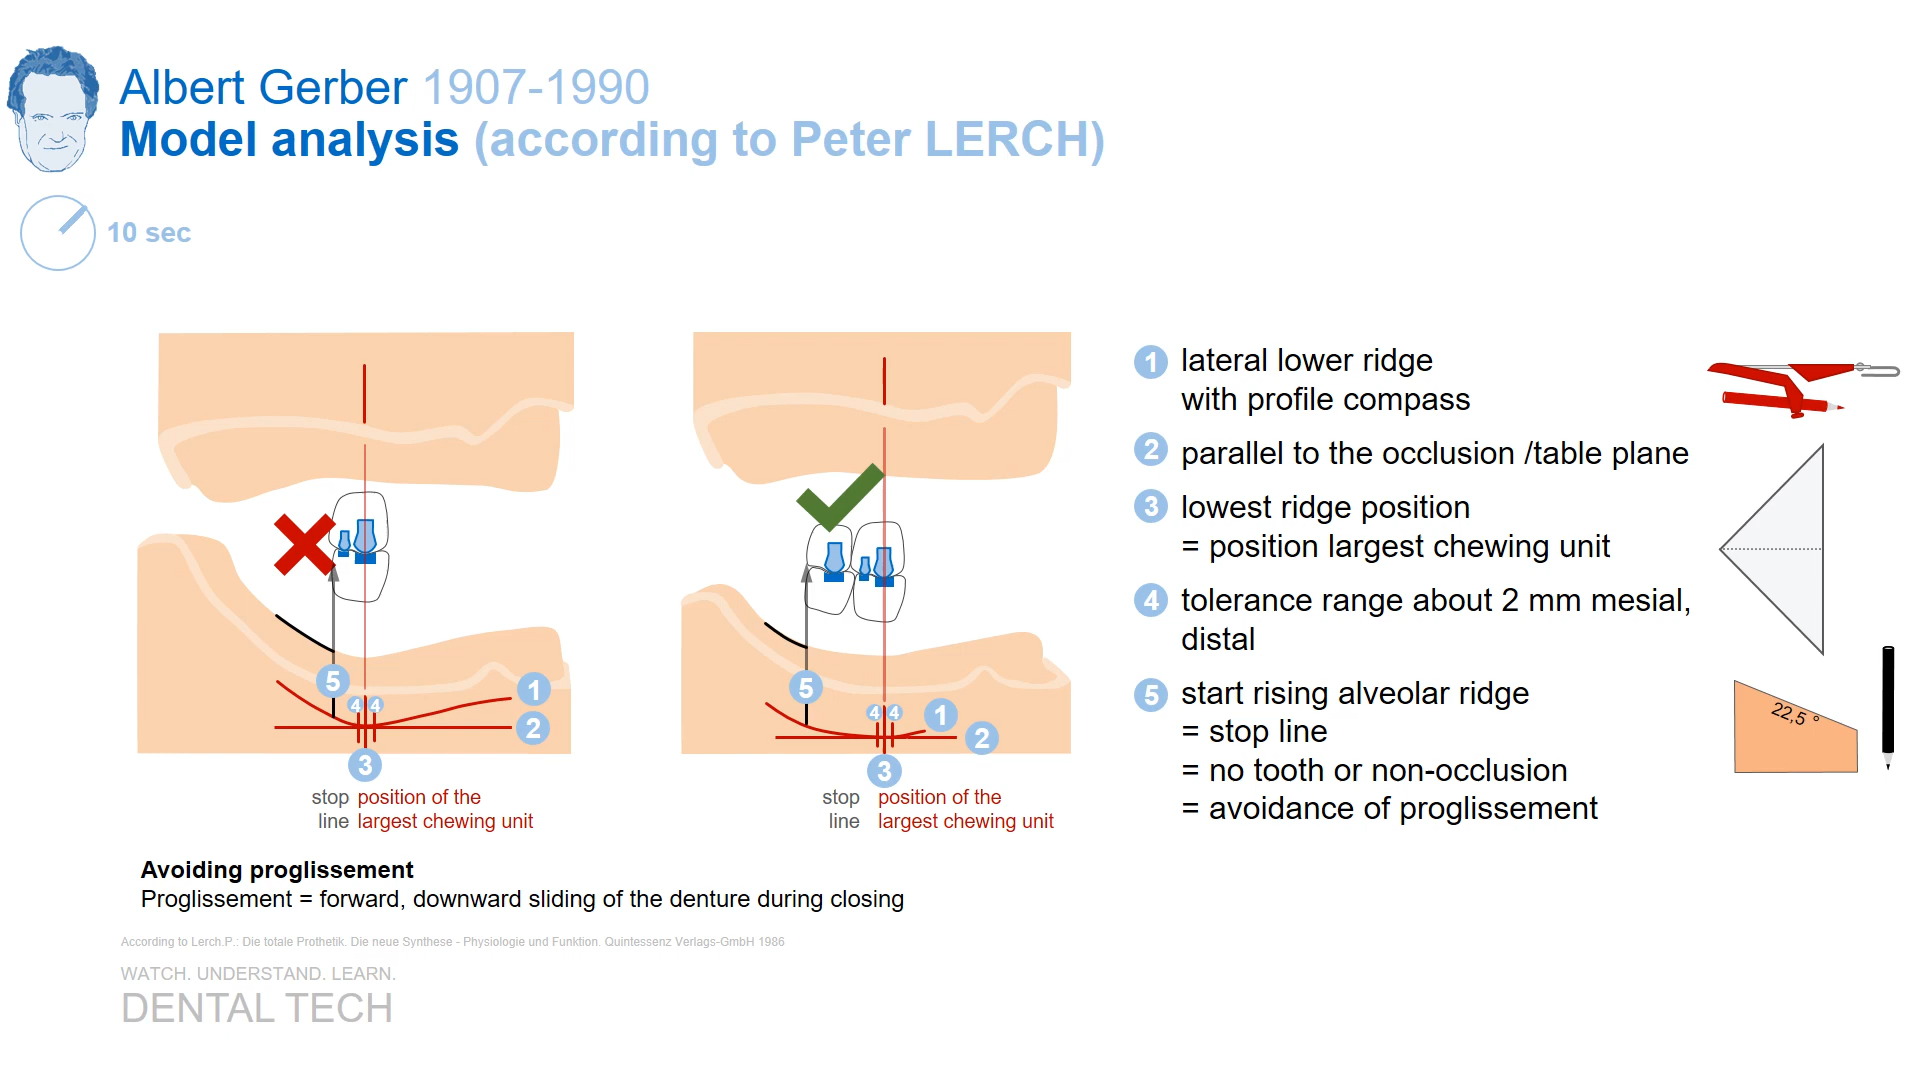 Albert Gerber 1907-1990
Model analysis (according to Peter LERCH)
10 sec
5
4 4
1
2
3
stop position of the
line largest chewing unit
5
4 4
1
2
3
stop position of the
line largest chewing unit
1 lateral lower ridge
with profile compass
2 parallel to the occlusion /table plane
3 lowest ridge position
= position largest chewing unit
4 tolerance range about 2 mm mesial,
distal
5 start rising alveolar ridge
= stop line
= no tooth or non-occlusion
= avoidance of proglissement
22,5 °
Avoiding proglissement
Proglissement = forward, downward sliding of the denture during closing
According to Lerch.P.: Die totale Prothetik. Die neue Synthese - Physiologie und Funktion. Quintessenz Verlags-GmbH 1986
WATCH. UNDERSTAND. LEARN.
DENTAL TECH